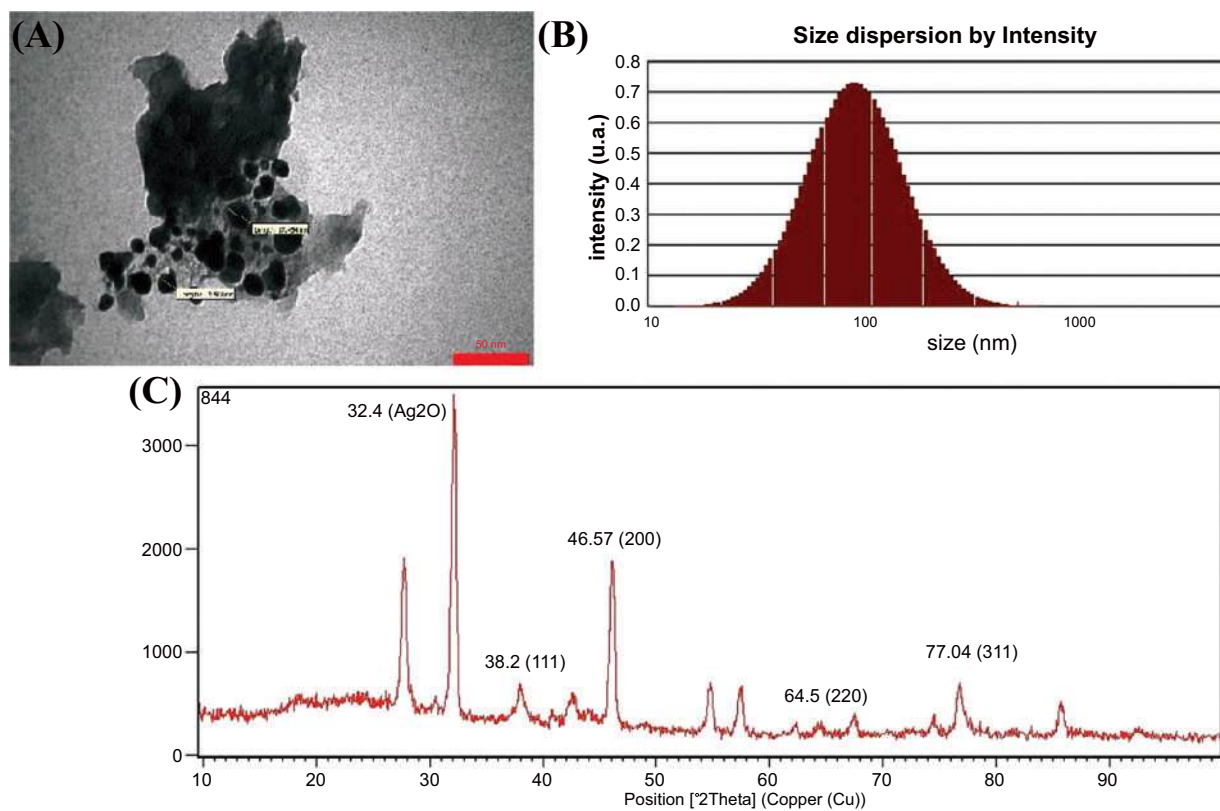 (A)
50 nm
(B)
Size dispersion by Intensity
intensity (u.a.)
0.8
0.7
0.6
0.5
0.4
0.3
0.2
0.1
0.0
10 100 1000
size (nm)
(C)
844
32.4 (Ag2O)
46.57 (200)
38.2 (111)
77.04 (311)
64.5 (220)
3000
2000
1000
0
10 20 30 40 50 60 70 80 90
Position [°2Theta] (Copper (Cu))